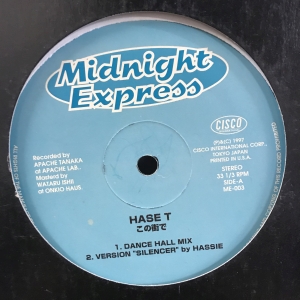 Midnight
Express
CISCO
Recorded by
APACHE TANAKA
at APACHE LAB.
Masterd by
WATARU ISHII
at ONKIO HAUS.
(P)&(C) 1997
CISCO INTERNATIONAL CORP.,
TOKYO JAPAN
PRINTED IN U.S.A.
STEREO
33 1/3 RPM
SIDE-A
ME-003
HASE T
この街で
1. DANCE HALL MIX
2. VERSION "SILENCER" by HASSIE